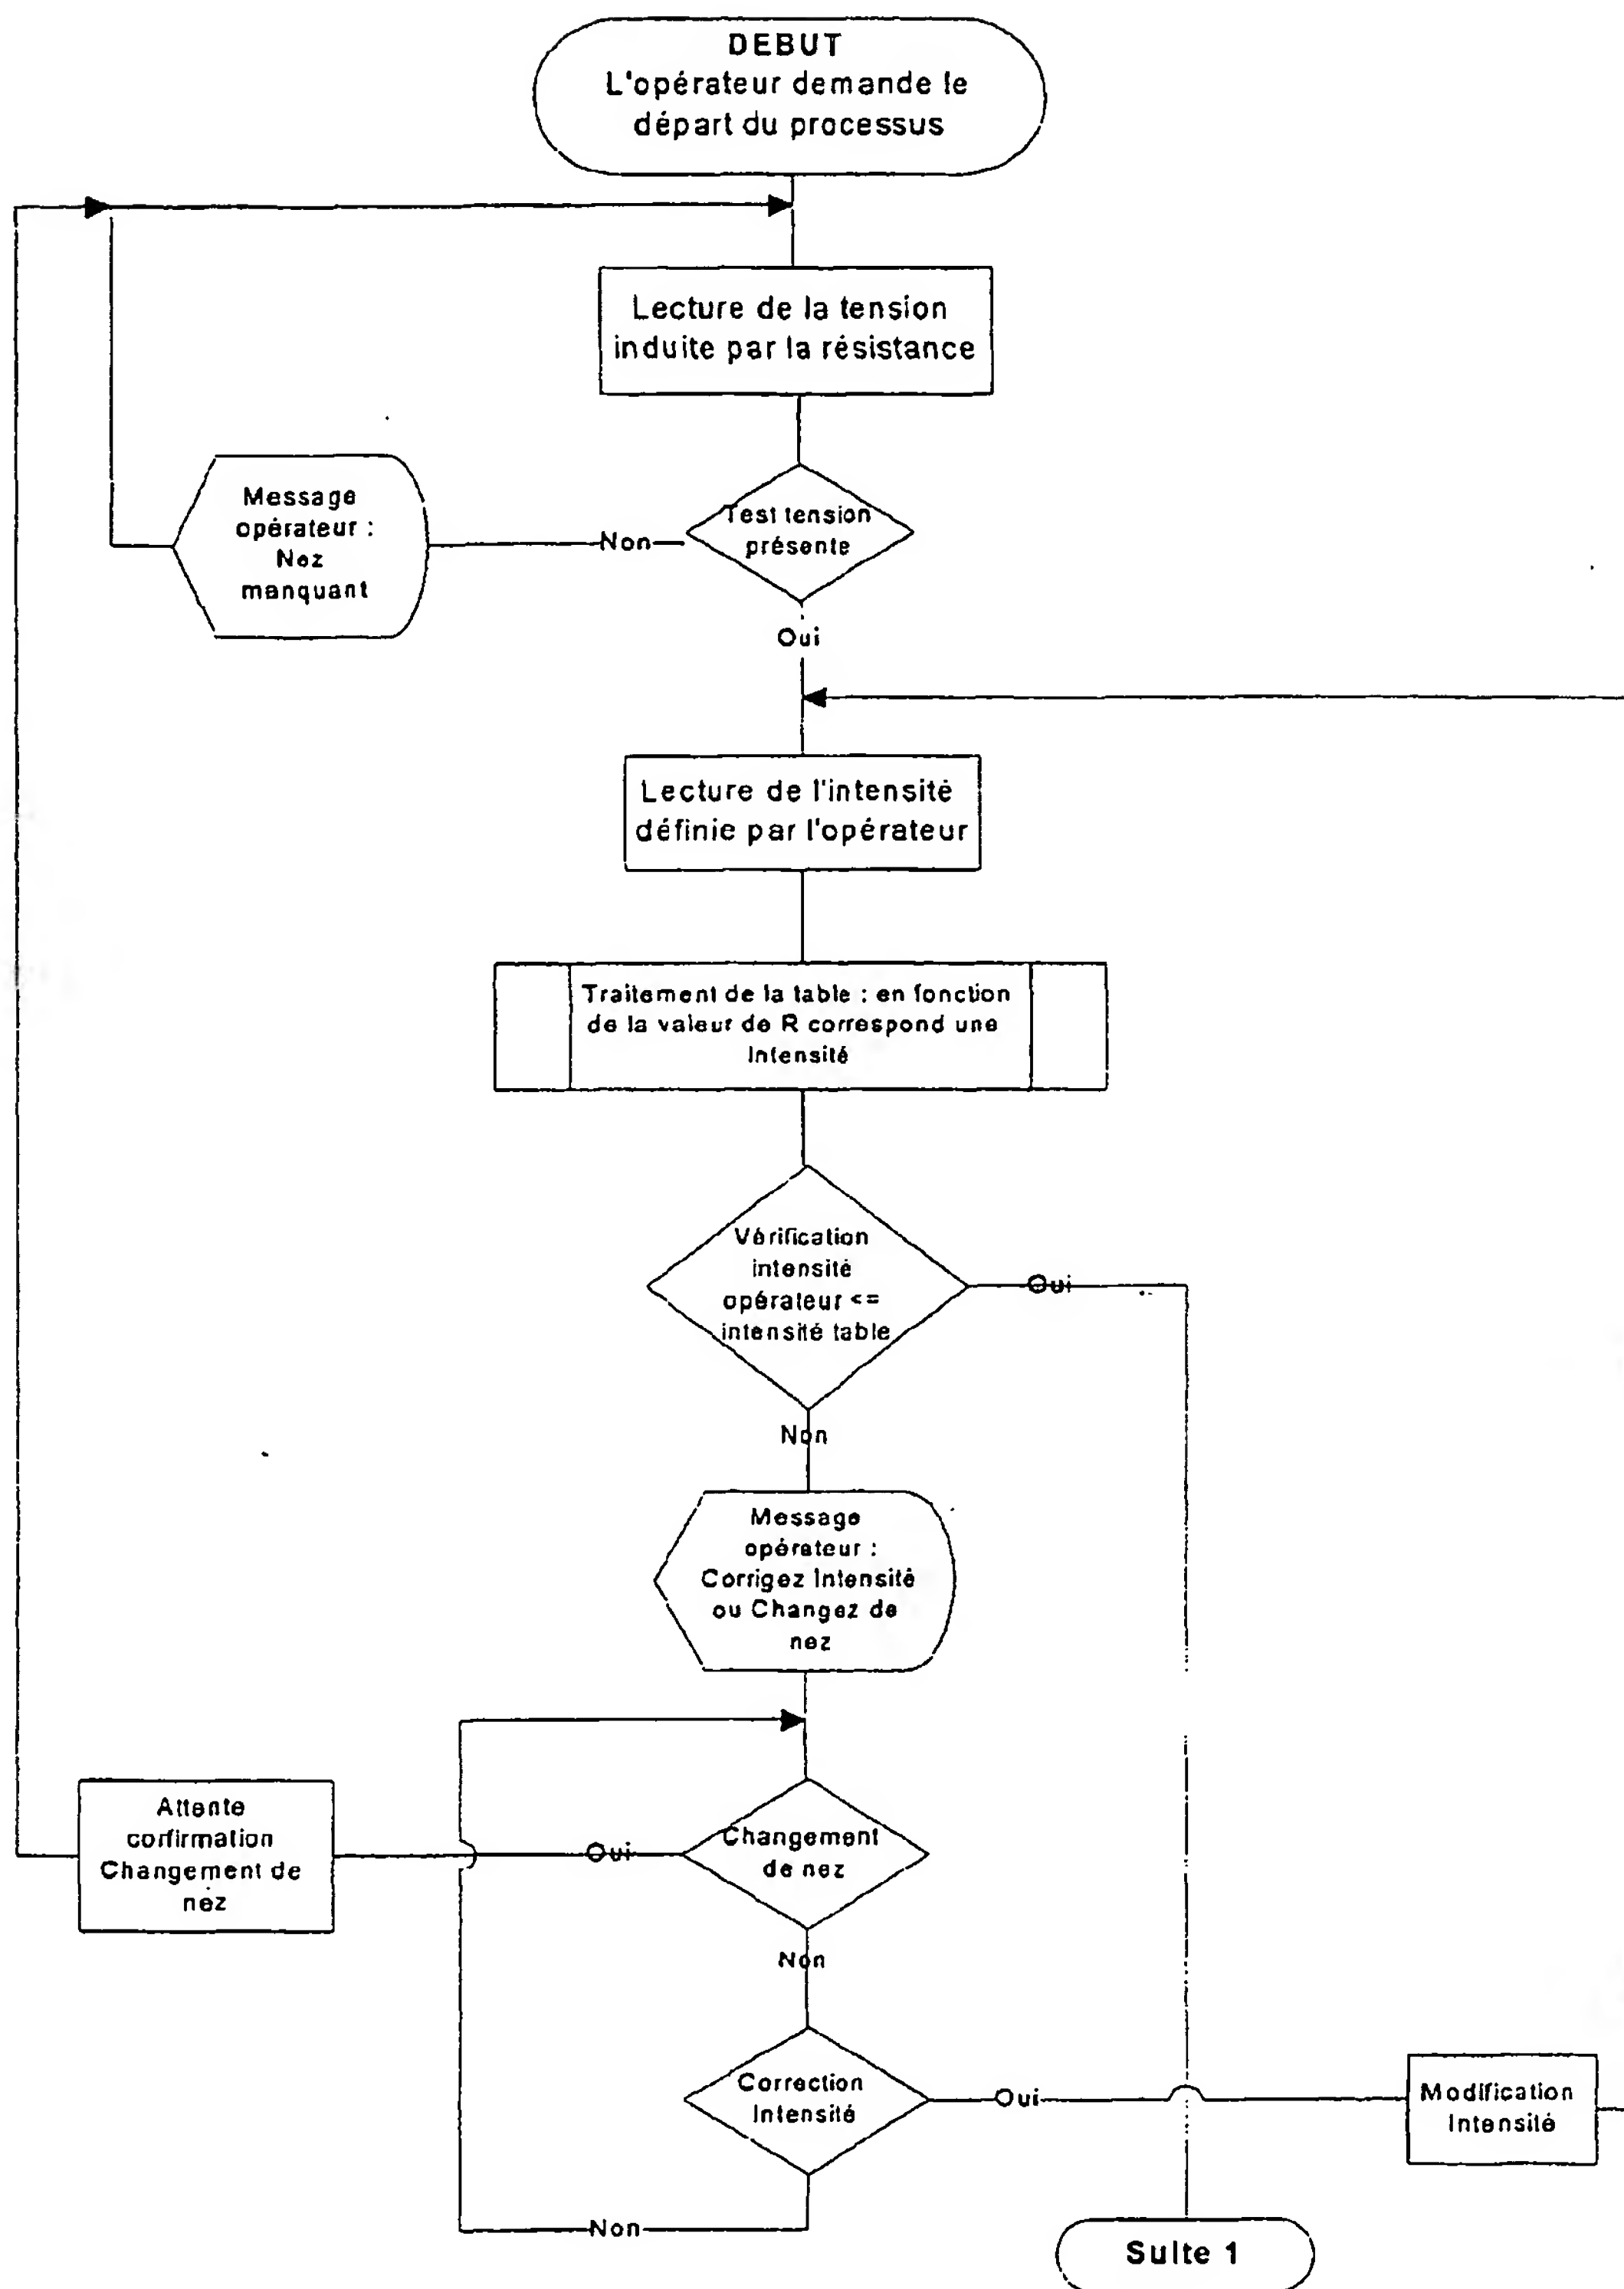 DEBUT
L'opérateur demande le
départ du processus
Lecture de la tension
induite par la résistance
Message
opérateur :
Nez
manquant
Non
Test tension
présente
Oui
Lecture de l'intensité
définie par l'opérateur
Traitement de la table : en fonction
de la valeur de R correspond une
Intensité
Vérification
intensité
opérateur <=
intensité table
Oui
Non
Message
opérateur :
Corrigez Intensité
ou Changez de
nez
Attente
corfirmation
Changement de
nez
Oui
Changement
de nez
Non
Correction
Intensité
Oui
Modification
Intensité
Non
Suite 1